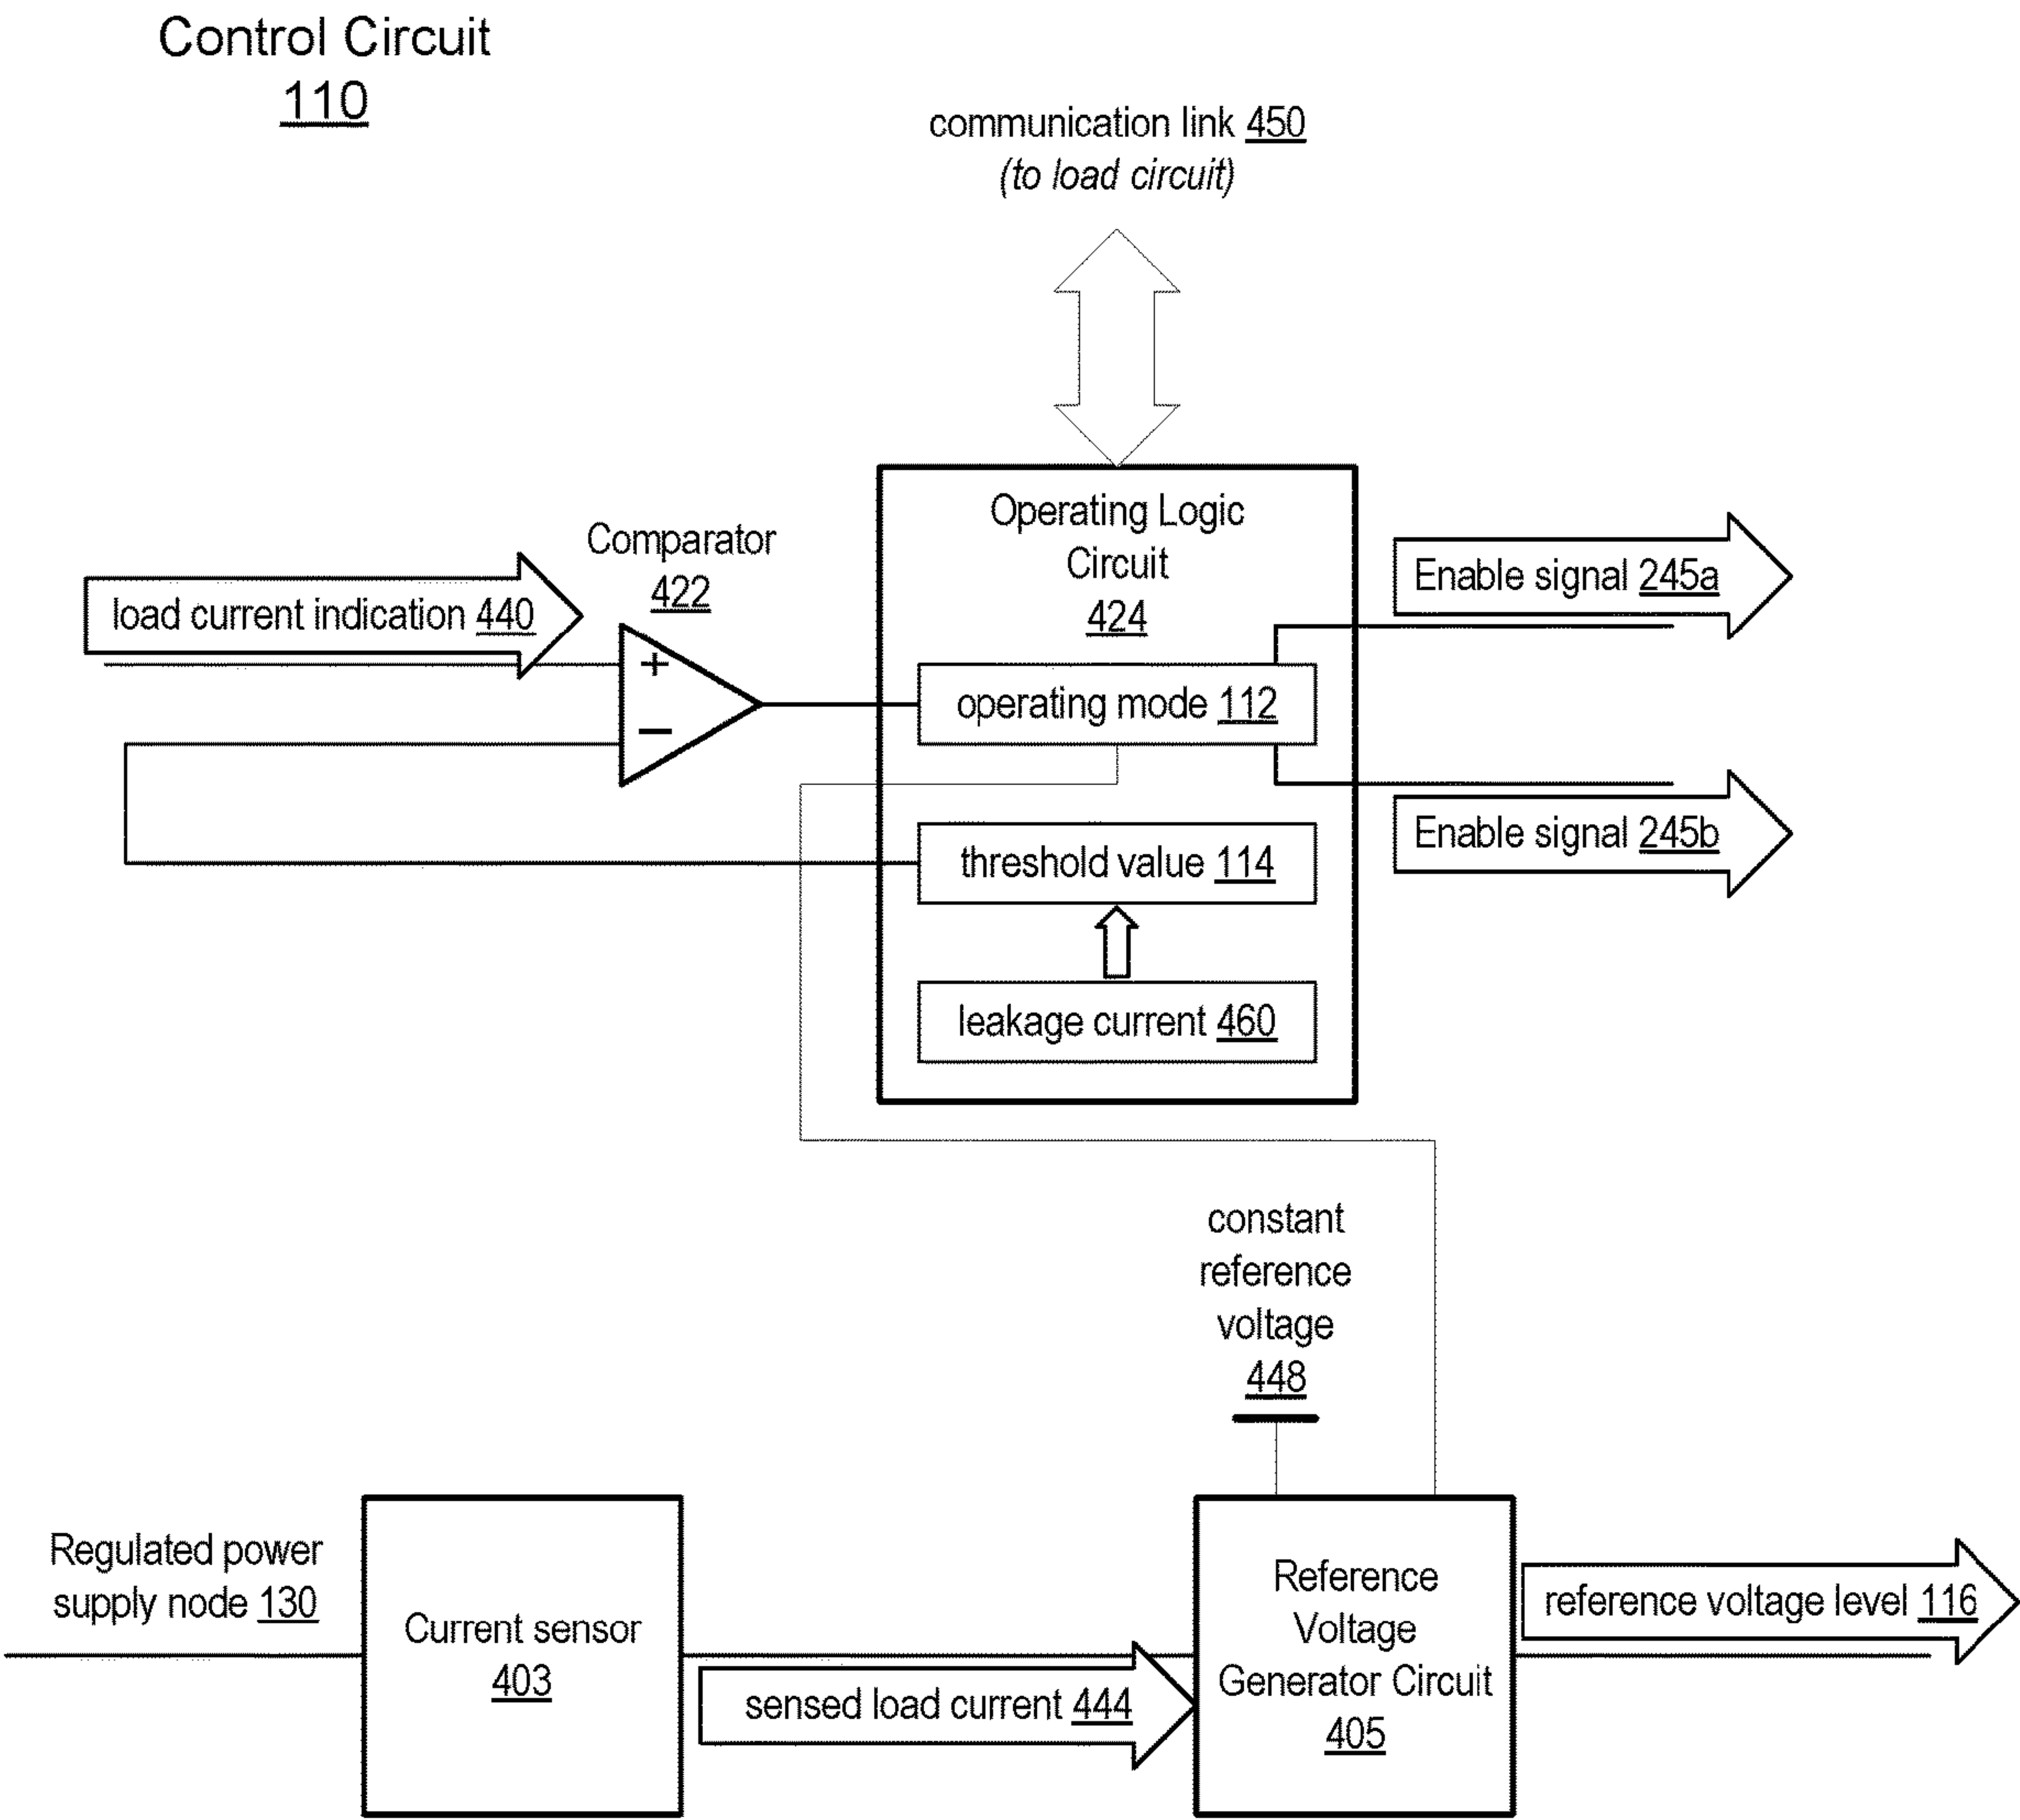 Control Circuit
110
communication link 450
(to load circuit)
Operating Logic
Circuit
424
Comparator
422
load current indication 440
+
−
Enable signal 245a
operating mode 112
Enable signal 245b
threshold value 114
leakage current 460
constant
reference
voltage
448
Regulated power
supply node 130
Current sensor
403
sensed load current 444
Reference
Voltage
Generator Circuit
405
reference voltage level 116